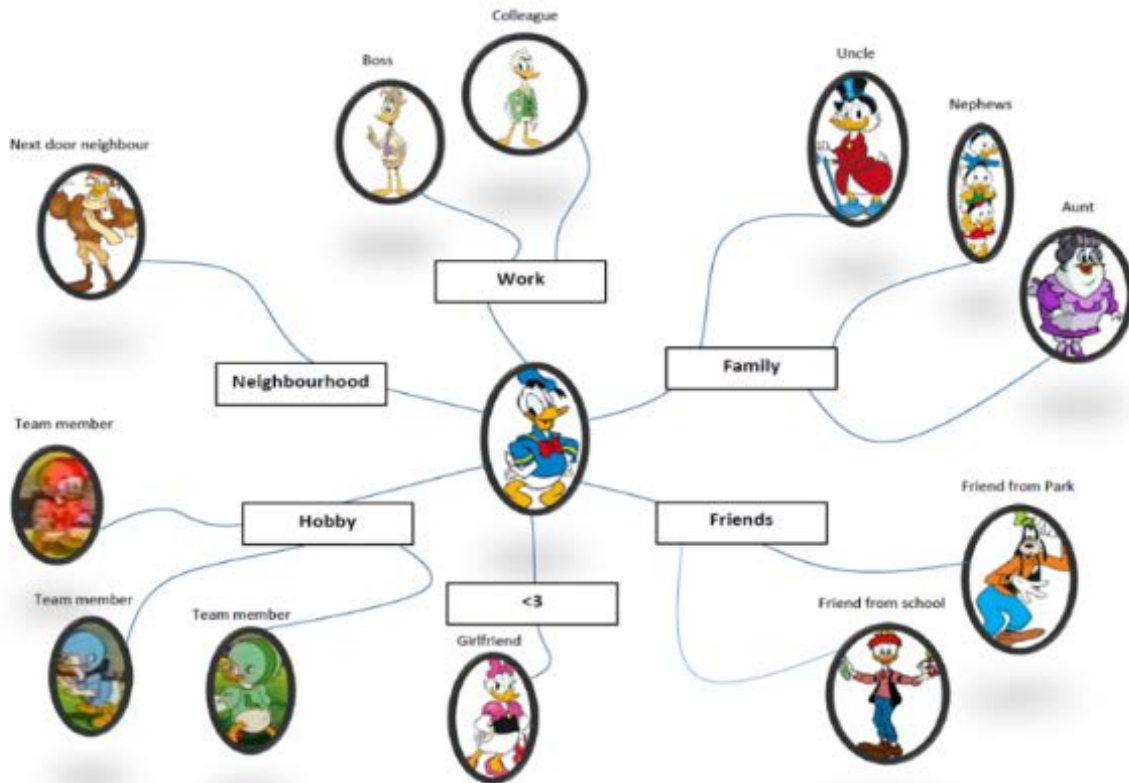 Colleague
Boss
Uncle
Nephews
Next door neighbour
Aunt
Work
Family
Neighbourhood
Team member
Hobby
Friends
Friend from Park
<3
Team member
Team member
Friend from school
Girlfriend